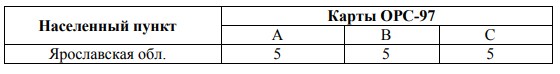 Населенный пункт Карты ОРС-97
А В С
Ярославская обл. 5 5 5